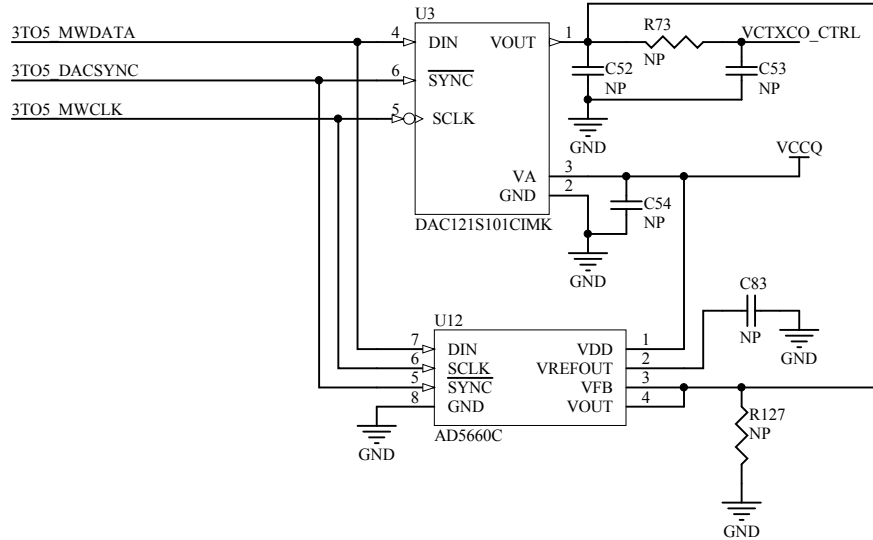 U3
3TO5_MWDATA
4
DIN
VOUT
1
R73
NP
VCTXCO_CTRL
3TO5_DACSYNC
6
SYNC
C52
NP
C53
NP
3TO5_MWCLK
5
SCLK
GND
VCCQ
VA
3
GND
2
C54
NP
DAC121S101CIMK
GND
C83
NP
GND
U12
7
DIN
VDD
1
6
SCLK
VREFOUT
2
5
SYNC
VFB
3
8
GND
VOUT
4
R127
NP
AD5660C
GND
GND